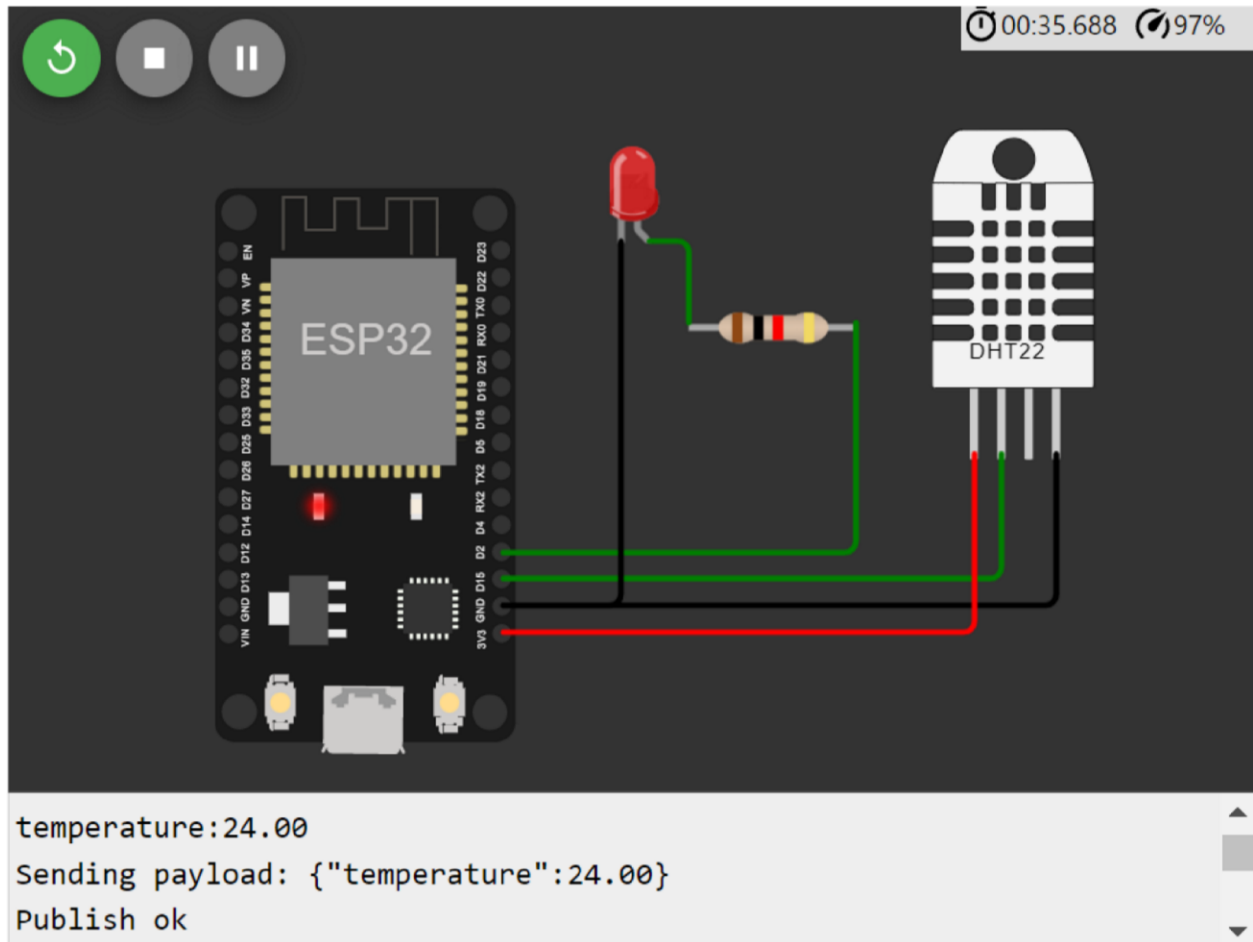 00:35.688 97%
ESP32
DHT22
EN
VP
VN
D34
D35
D32
D33
D25
D26
D27
D14
D12
D13
GND
VIN
D23
D22
TX0
RX0
D21
D19
D18
D5
TX2
RX2
D4
D2
D15
GND
3V3
temperature:24.00
Sending payload: {"temperature":24.00}
Publish ok